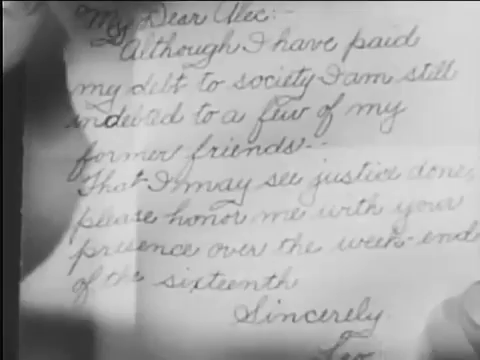 My Dear Alec:-
Although I have paid
my debt to society I am still
indebted to a few of my
former friends--
That I may see justice done,
please honor me with your
presence over the week-end
of the sixteenth
Sincerely
Leo